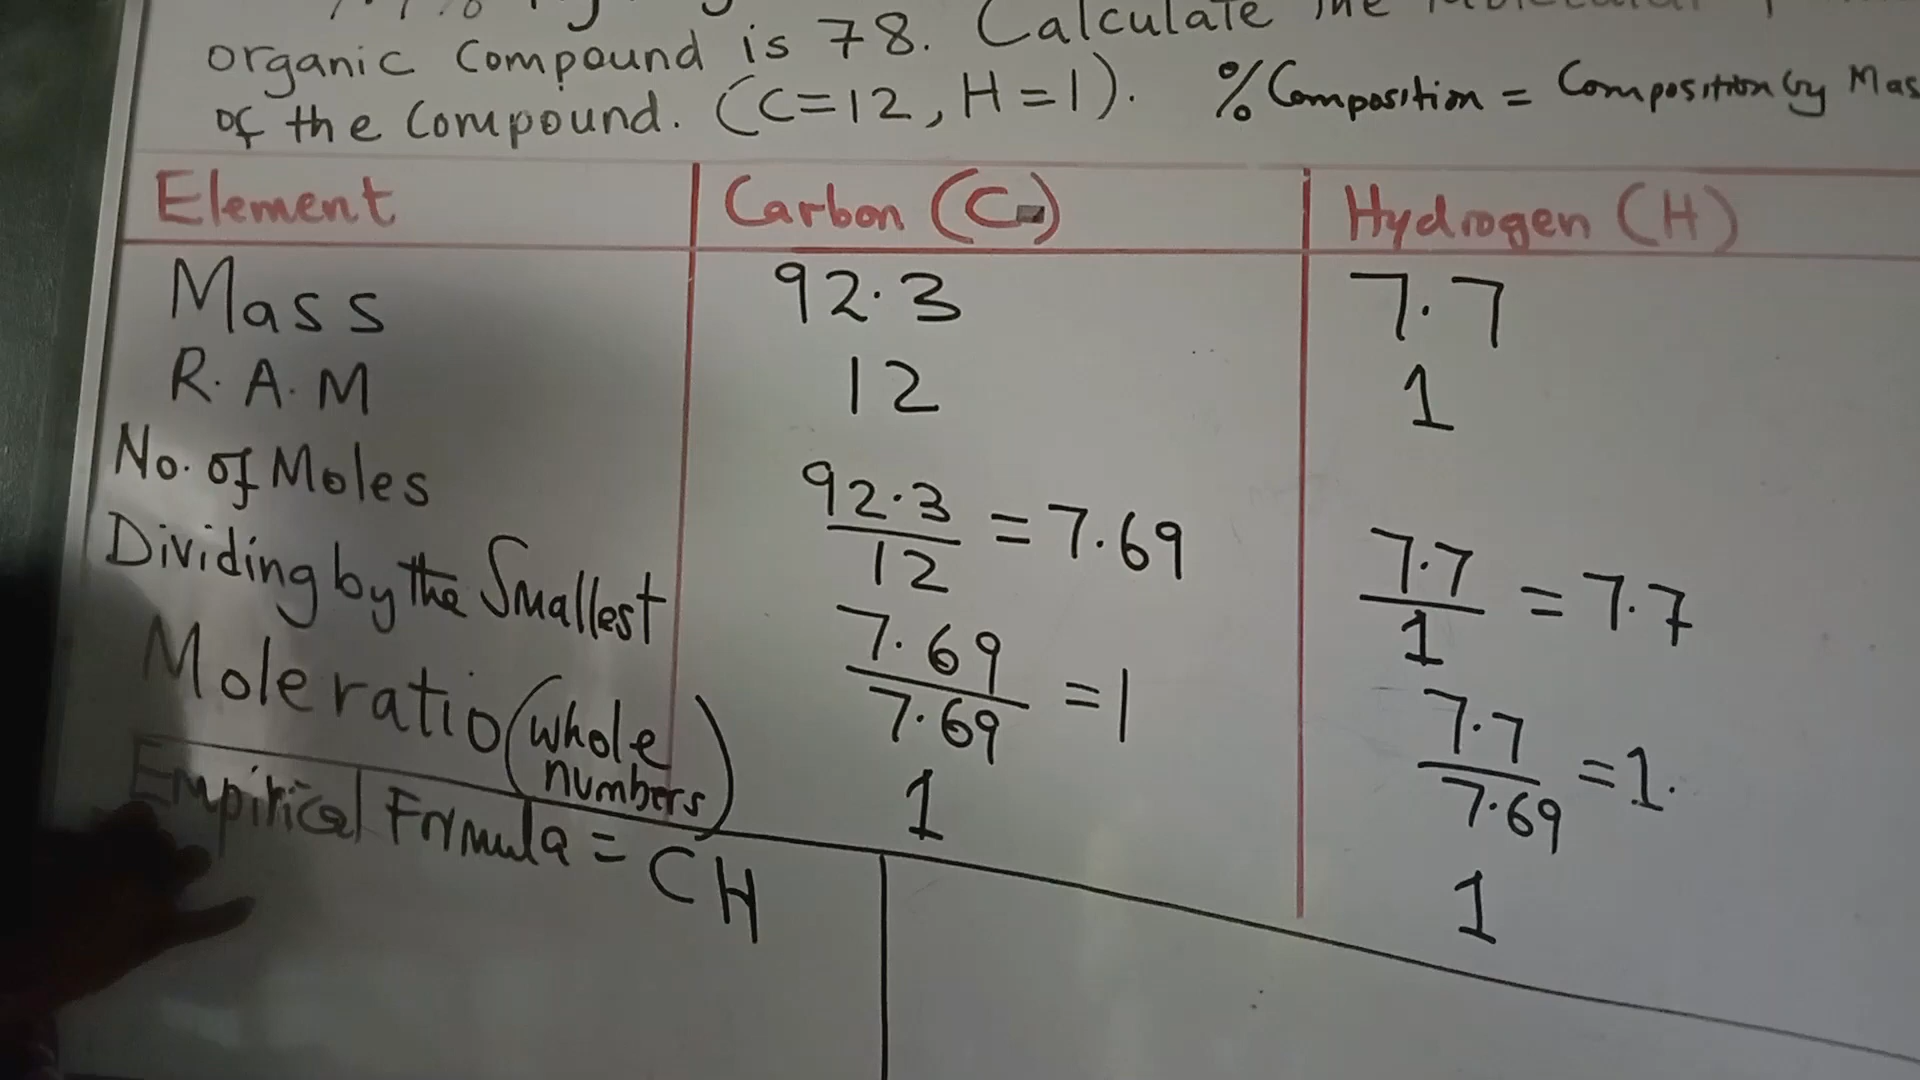 organic compound is 78. Calculate the
of the compound. (C=12, H=1). % Composition = Composition by Mas
Element Carbon (C) Hydrogen (H)
Mass 92.3 7.7
R.A.M 12 1
No. of Moles 92.3/12 = 7.69 7.7/1 = 7.7
Dividing by the Smallest 7.69/7.69 = 1 7.7/7.69 = 1.
Mole ratio (whole numbers) 1 1
Empirical Formula = CH